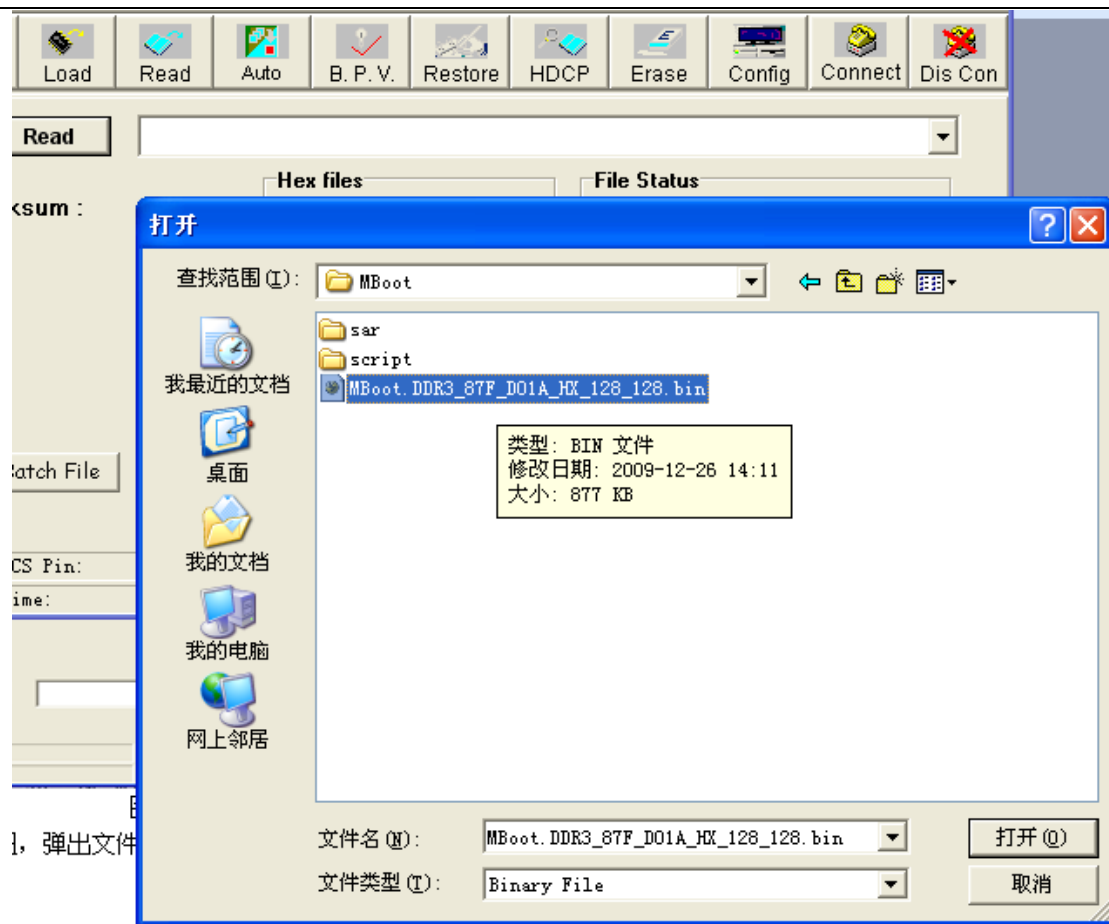 Load Read Auto B. P. V. Restore HDCP Erase Config Connect Dis Con
Read
Hex files File Status
ksum :
打开
查找范围(I): MBoot
sar
script
MBoot.DDR3_87F_D01A_HX_128_128.bin
我最近的文档
类型: BIN 文件
修改日期: 2009-12-26 14:11
大小: 877 KB
atch File
桌面
我的文档
CS Pin:
ime:
我的电脑
网上邻居
，弹出文件
文件名(N): MBoot.DDR3_87F_D01A_HX_128_128.bin 打开(O)
文件类型(T): Binary File 取消